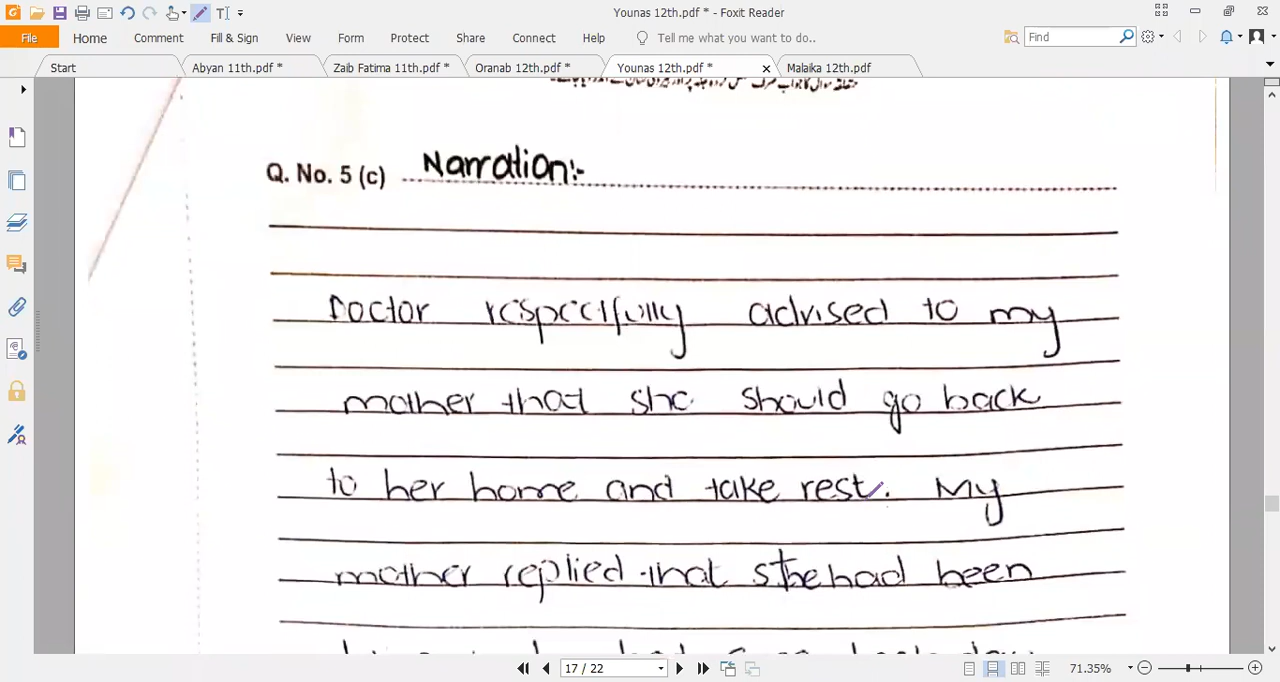 Younas 12th.pdf * - Foxit Reader
File Home Comment Fill & Sign View Form Protect Share Connect Help Tell me what you want to do.. Find
Start Abyan 11th.pdf * Zaib Fatima 11th.pdf * Oranab 12th.pdf * Younas 12th.pdf * Malaika 12th.pdf
Q. No. 5 (c) Narration:-
Doctor respectfully advised to my
mother that she should go back
to her home and take rest. My
mother replied that she had been
17 / 22 71.35%